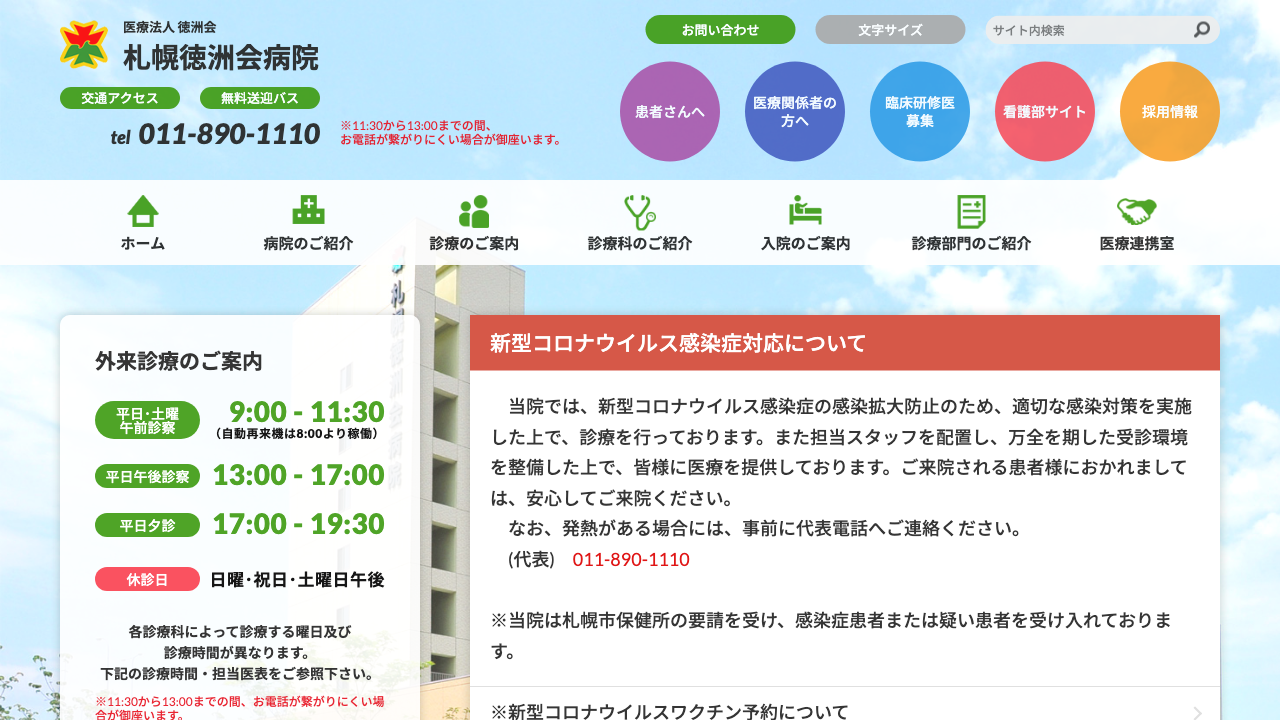 医療法人 徳洲会
札幌徳洲会病院
交通アクセス
無料送迎バス
tel 011-890-1110
※11:30から13:00までの間、
お電話が繋がりにくい場合が御座います。
お問い合わせ
文字サイズ
サイト内検索
患者さんへ
医療関係者の
方へ
臨床研修医
募集
看護部サイト
採用情報
ホーム
病院のご紹介
診療のご案内
診療科のご紹介
入院のご案内
診療部門のご紹介
医療連携室
外来診療のご案内
平日･土曜
午前診察
9:00 - 11:30
（自動再来機は8:00より稼働）
平日午後診察
13:00 - 17:00
平日夕診
17:00 - 19:30
休診日
日曜･祝日･土曜日午後
各診療科によって診療する曜日及び
診療時間が異なります。
下記の診療時間・担当医表をご参照下さい。
※11:30から13:00までの間、お電話が繋がりにくい場
合が御座います。
新型コロナウイルス感染症対応について
当院では、新型コロナウイルス感染症の感染拡大防止のため、適切な感染対策を実施
した上で、診療を行っております。また担当スタッフを配置し、万全を期した受診環境
を整備した上で、皆様に医療を提供しております。ご来院される患者様におかれまして
は、安心してご来院ください。
なお、発熱がある場合には、事前に代表電話へご連絡ください。
(代表)　011-890-1110
※当院は札幌市保健所の要請を受け、感染症患者または疑い患者を受け入れておりま
す。
※新型コロナウイルスワクチン予約について